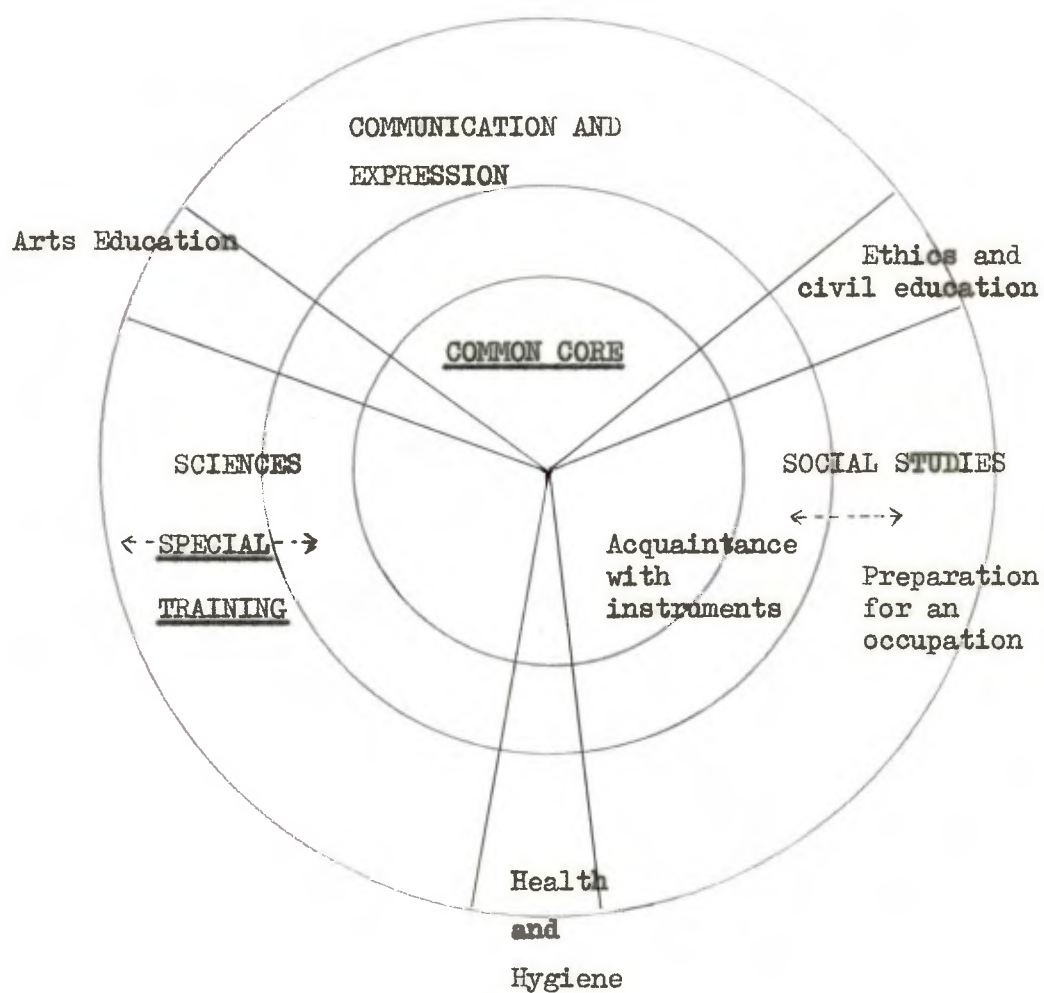 COMMUNICATION AND
EXPRESSION
Arts Education
Ethics and
civil education
COMMON CORE
SCIENCES
SOCIAL STUDIES
SPECIAL
TRAINING
Acquaintance
with
instruments
Preparation
for an
occupation
Health
and
Hygiene